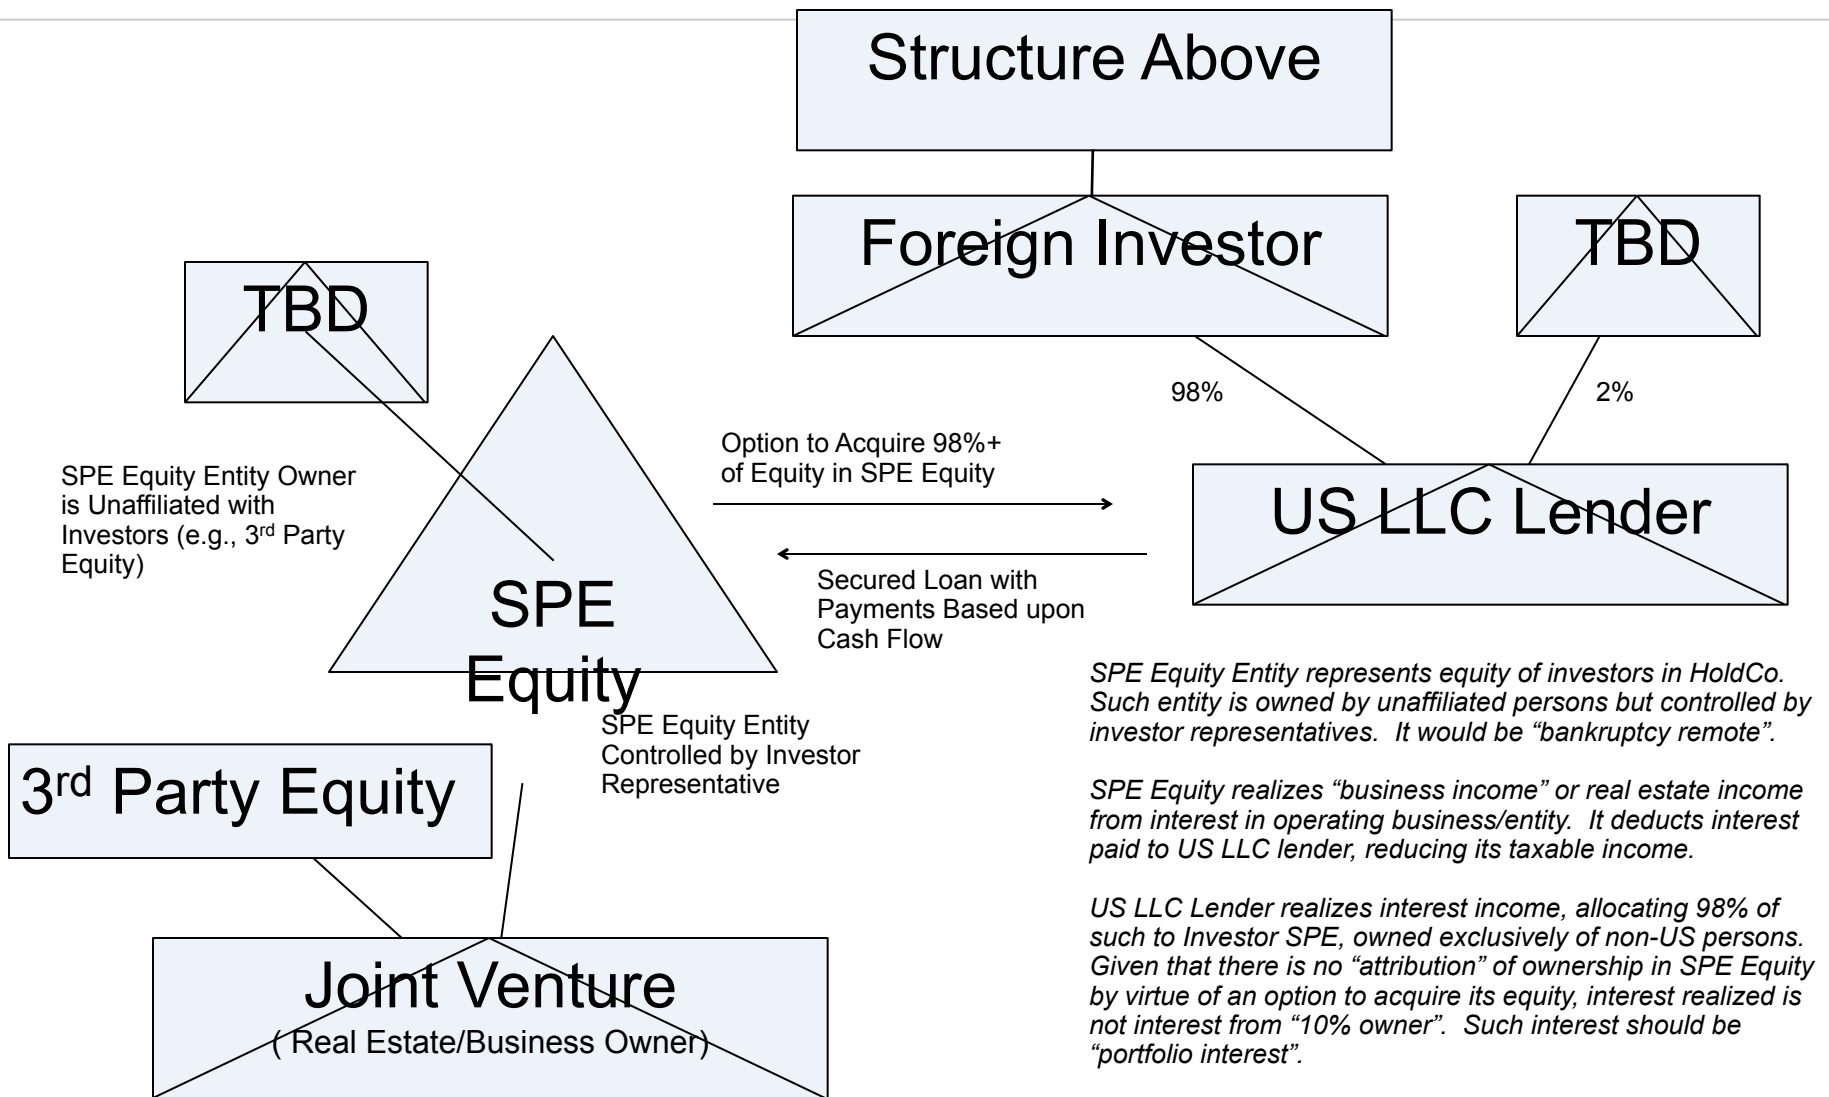 Structure Above
Foreign Investor
TBD
TBD
98%
2%
Option to Acquire 98%+
of Equity in SPE Equity
SPE Equity Entity Owner
is Unaffiliated with
Investors (e.g., 3rd Party
Equity)
US LLC Lender
Secured Loan with
Payments Based upon
Cash Flow
SPE
Equity
SPE Equity Entity
Controlled by Investor
Representative
3rd Party Equity
Joint Venture
( Real Estate/Business Owner)
SPE Equity Entity represents equity of investors in HoldCo.
Such entity is owned by unaffiliated persons but controlled by
investor representatives.  It would be “bankruptcy remote”.
SPE Equity realizes “business income” or real estate income
from interest in operating business/entity.  It deducts interest
paid to US LLC lender, reducing its taxable income.
US LLC Lender realizes interest income, allocating 98% of
such to Investor SPE, owned exclusively of non-US persons.
Given that there is no “attribution” of ownership in SPE Equity
by virtue of an option to acquire its equity, interest realized is
not interest from “10% owner”.  Such interest should be
“portfolio interest”.